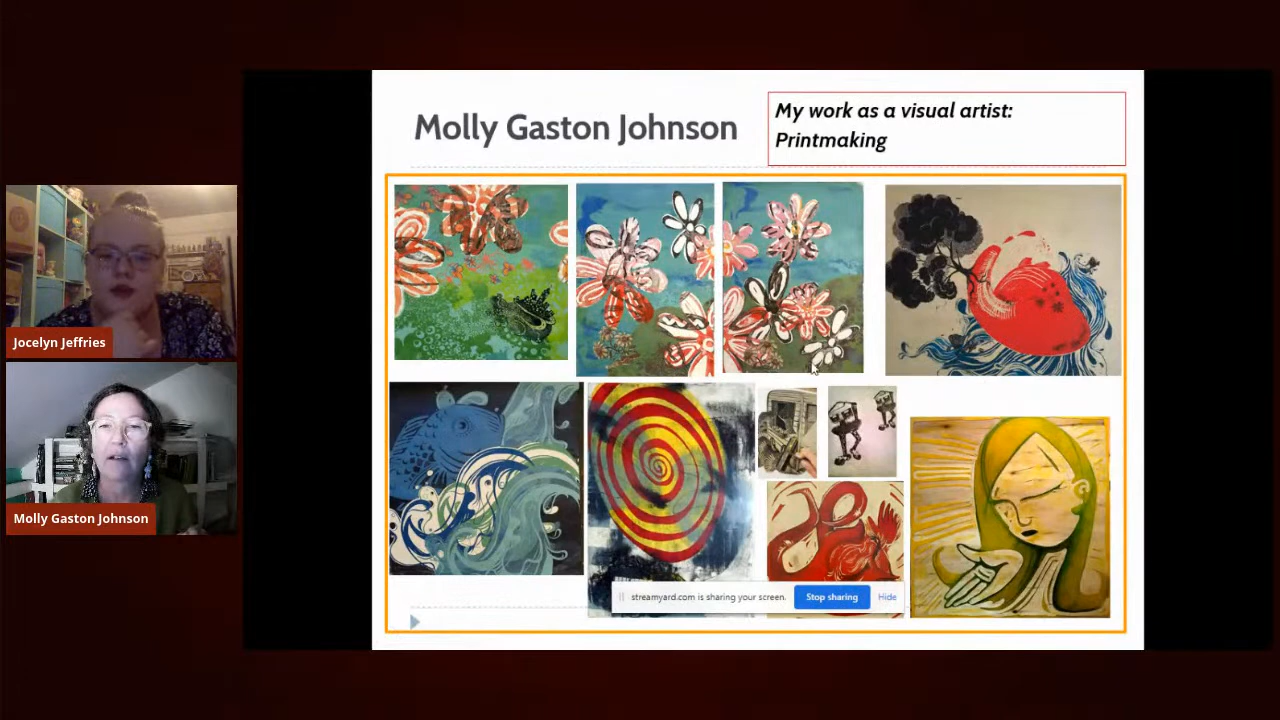 Molly Gaston Johnson
My work as a visual artist:
Printmaking
Jocelyn Jeffries
Molly Gaston Johnson
streamyard.com is sharing your screen.
Stop sharing
Hide